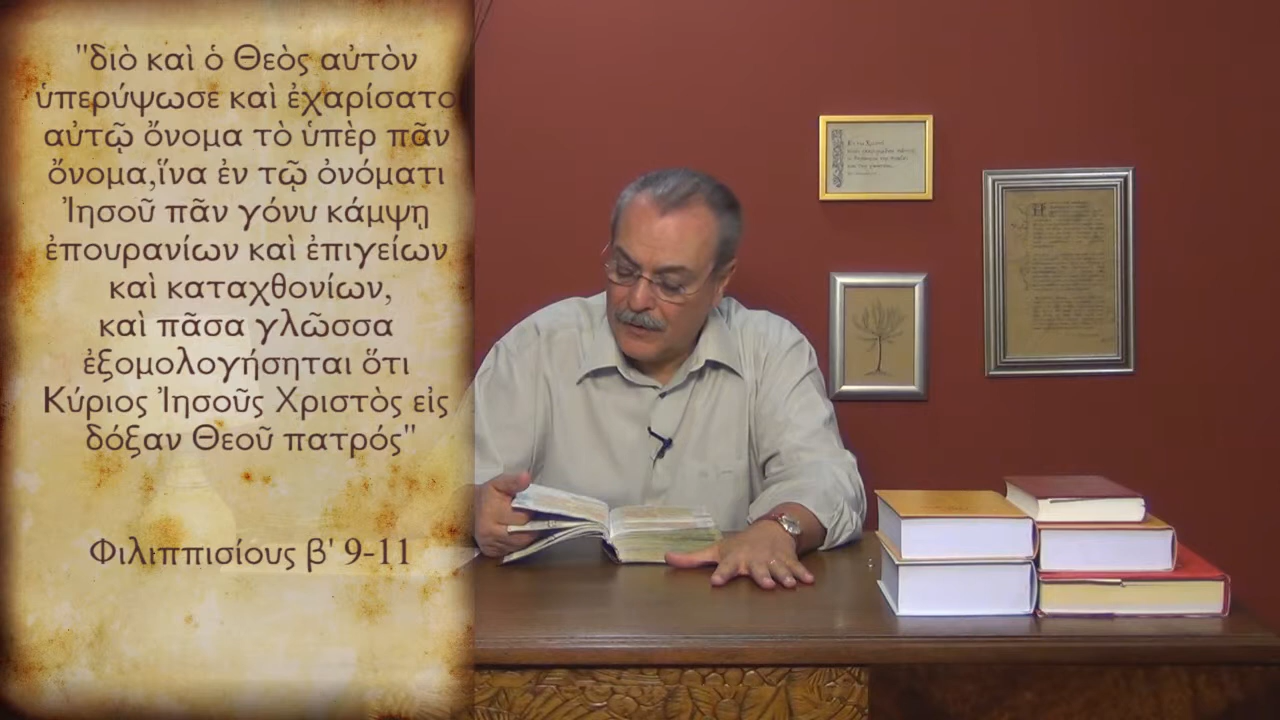 "διὸ καὶ ὁ Θεὸς αὐτὸν
ὑπερύψωσε καὶ ἐχαρίσατο
αὐτῷ ὄνομα τὸ ὑπὲρ πᾶν
ὄνομα,ἵνα ἐν τῷ ὀνόματι
Ἰησοῦ πᾶν γόνυ κάμψῃ
ἐπουρανίων καὶ ἐπιγείων
καὶ καταχθονίων,
καὶ πᾶσα γλῶσσα
ἐξομολογήσηται ὅτι
Κύριος Ἰησοῦς Χριστὸς εἰς
δόξαν Θεοῦ πατρός"
Φιλιππισίους β' 9-11